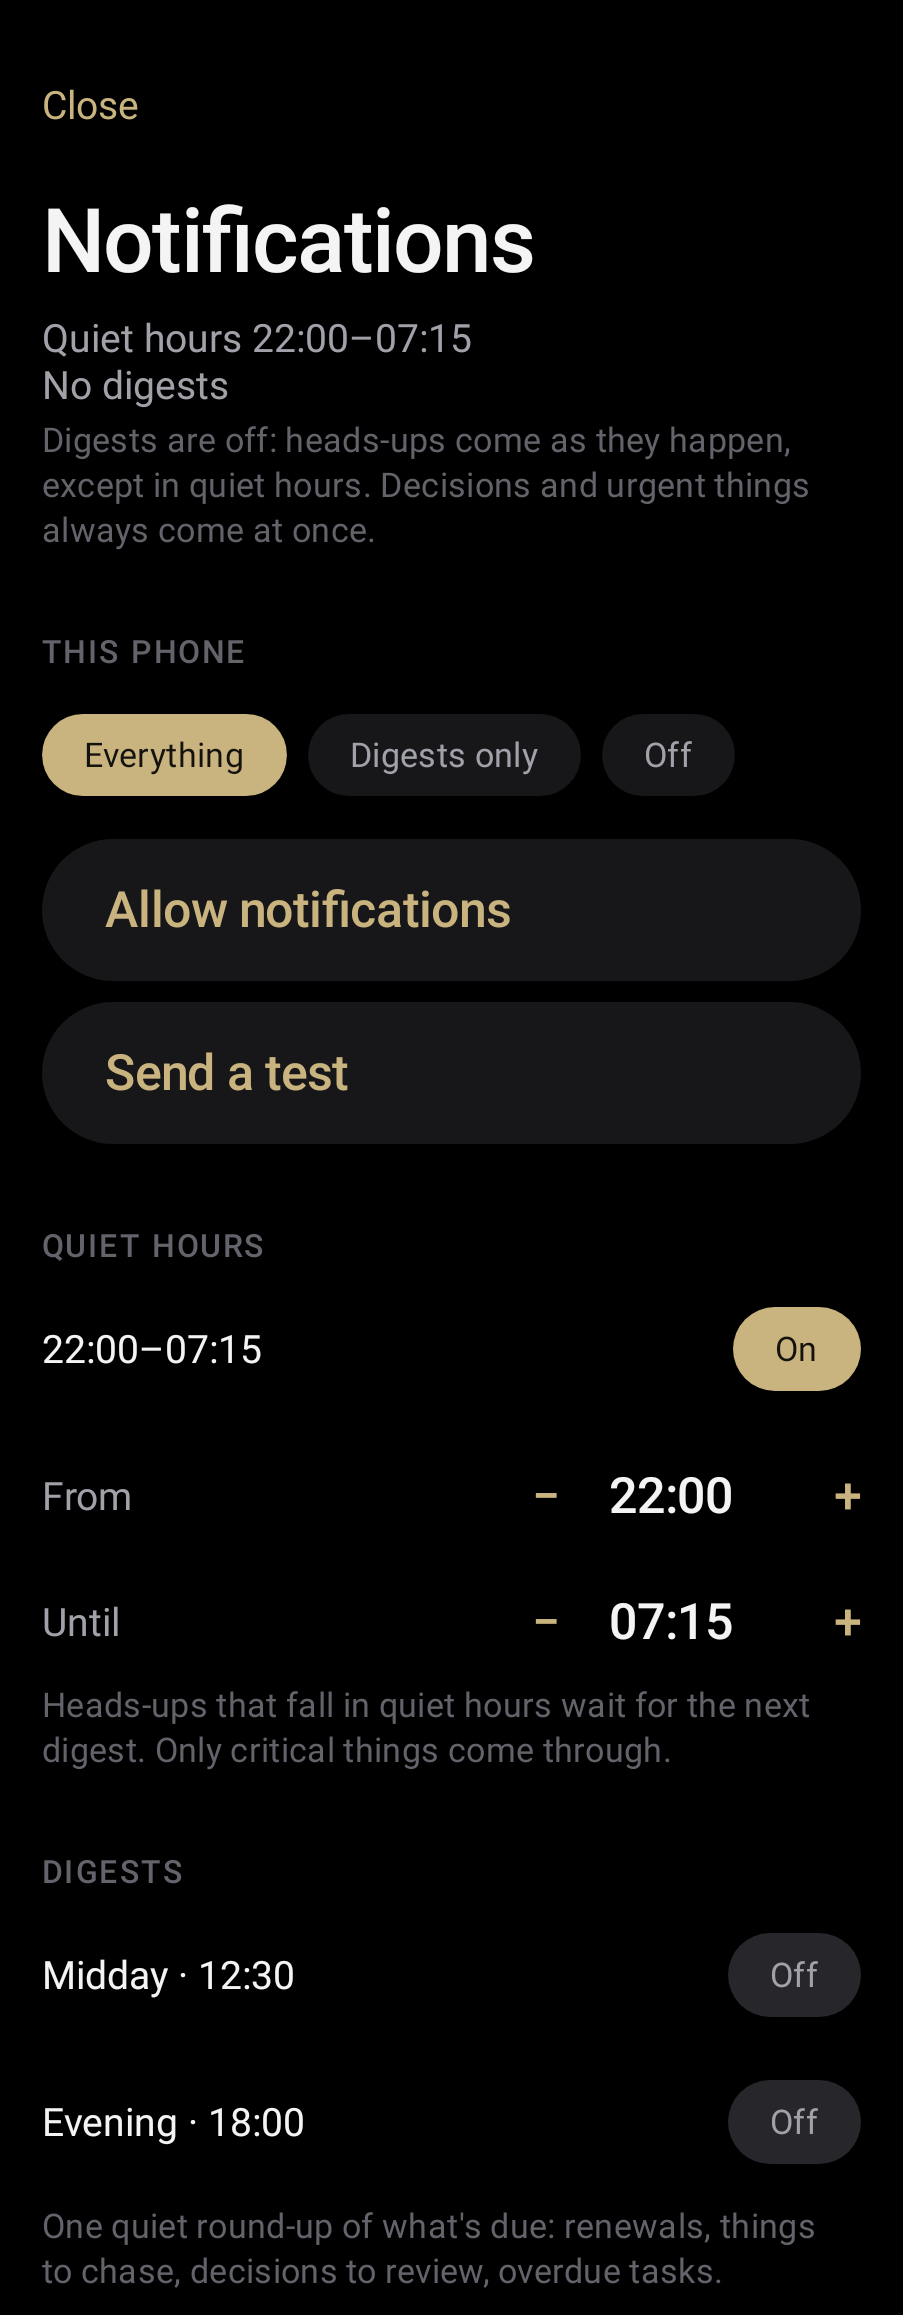 Close
Notifications
Quiet hours 22:00–07:15
No digests
Digests are off: heads-ups come as they happen,
except in quiet hours. Decisions and urgent things
always come at once.
THIS PHONE
Everything Digests only Off
Allow notifications
Send a test
QUIET HOURS
22:00–07:15 On
From − 22:00 +
Until − 07:15 +
Heads-ups that fall in quiet hours wait for the next
digest. Only critical things come through.
DIGESTS
Midday · 12:30 Off
Evening · 18:00 Off
One quiet round-up of what's due: renewals, things
to chase, decisions to review, overdue tasks.